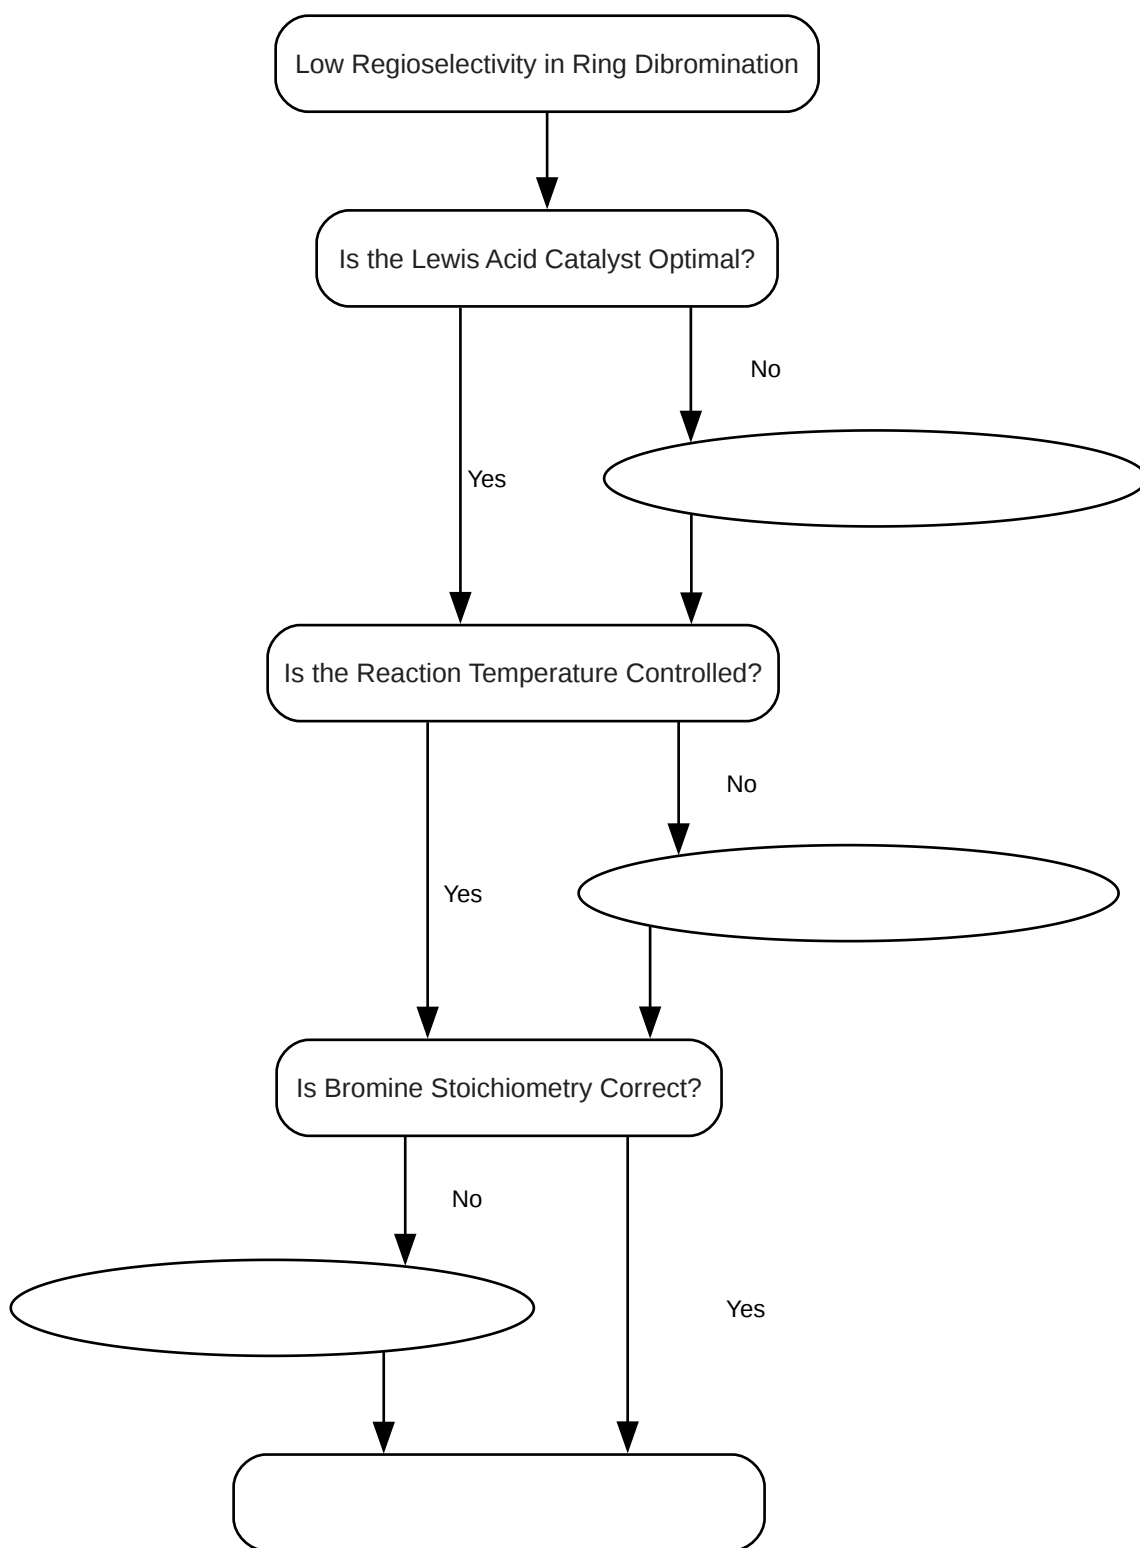 Low Regioselectivity in Ring Dibromination
Is the Lewis Acid Catalyst Optimal?
No
Yes
Is the Reaction Temperature Controlled?
No
Yes
Is Bromine Stoichiometry Correct?
No
Yes